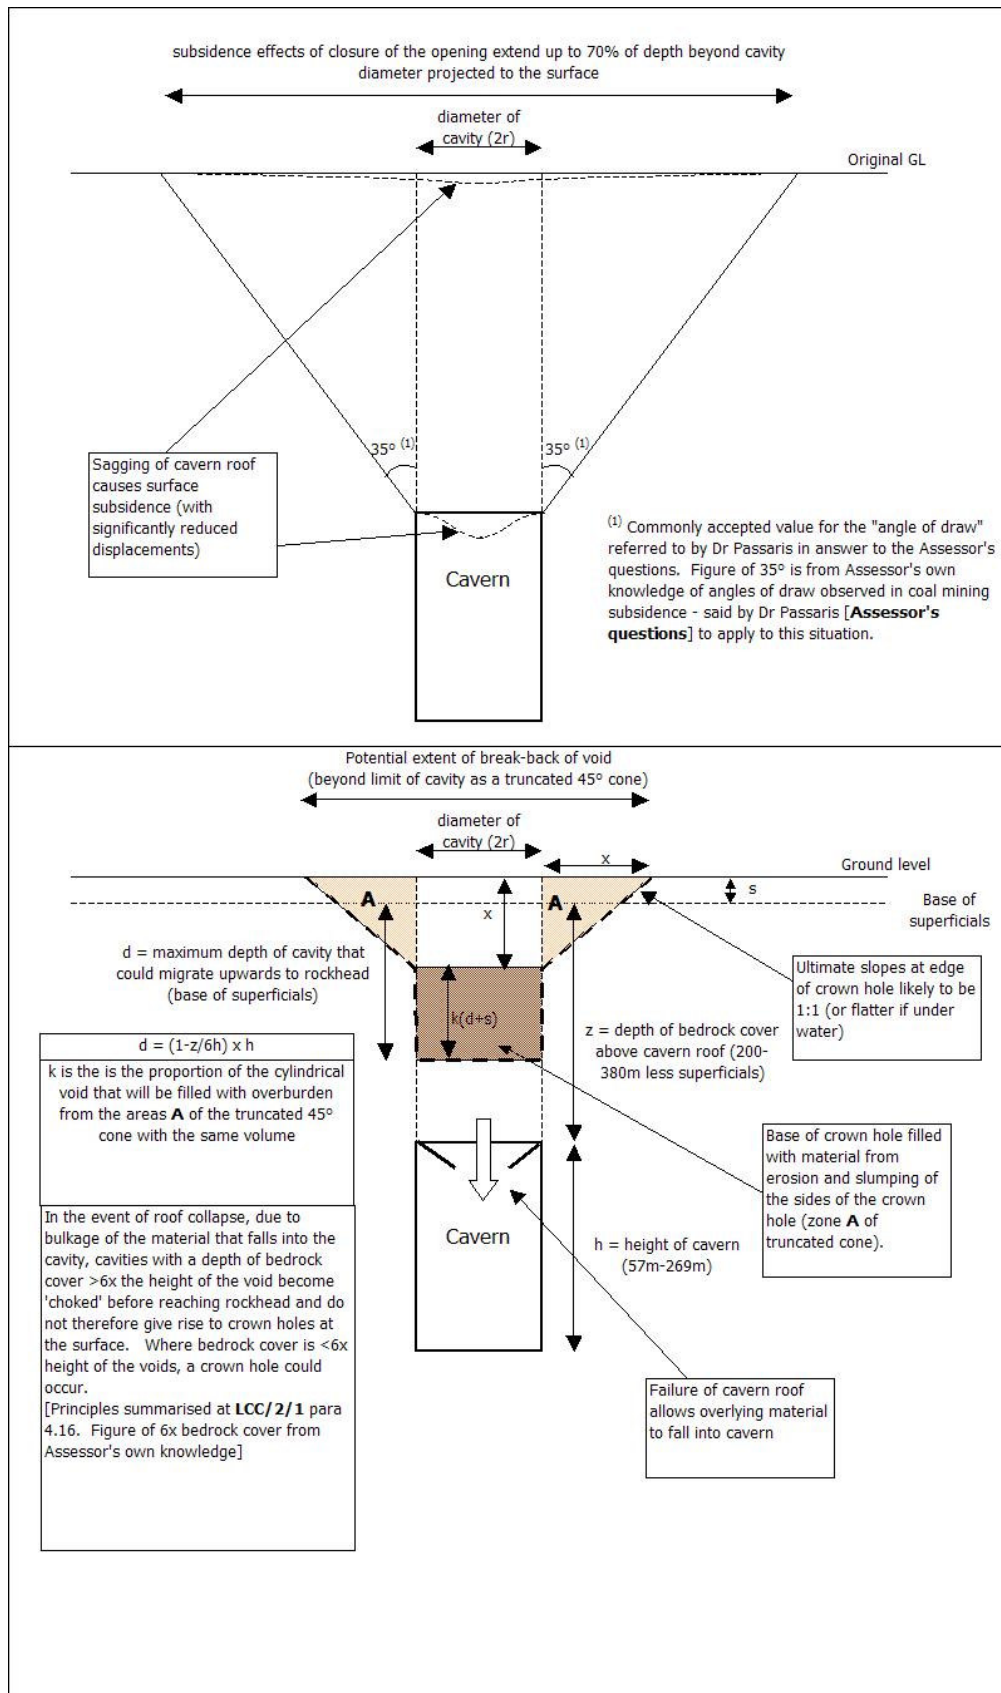 subsidence effects of closure of the opening extend up to 70% of depth beyond cavity
diameter projected to the surface
diameter of
cavity (2r)
Original GL
35° (1)
35° (1)
Sagging of cavern roof
causes surface
subsidence (with
significantly reduced
displacements)
Cavern
(1) Commonly accepted value for the "angle of draw"
referred to by Dr Passaris in answer to the Assessor's
questions. Figure of 35° is from Assessor's own
knowledge of angles of draw observed in coal mining
subsidence - said by Dr Passaris [Assessor's
questions] to apply to this situation.
Potential extent of break-back of void
(beyond limit of cavity as a truncated 45° cone)
diameter of
cavity (2r)
x
Ground level
s
A
A
x
Base of
superficials
d = maximum depth of cavity that
could migrate upwards to rockhead
(base of superficials)
Ultimate slopes at edge
of crown hole likely to be
1:1 (or flatter if under
water)
k(d+s)
z = depth of bedrock cover
above cavern roof (200-
380m less superficials)
d = (1-z/6h) x h
k is the is the proportion of the cylindrical
void that will be filled with overburden
from the areas A of the truncated 45°
cone with the same volume
Base of crown hole filled
with material from
erosion and slumping of
the sides of the crown
hole (zone A of
truncated cone).
In the event of roof collapse, due to
bulkage of the material that falls into the
cavity, cavities with a depth of bedrock
cover >6x the height of the void become
'choked' before reaching rockhead and do
not therefore give rise to crown holes at
the surface. Where bedrock cover is <6x
height of the voids, a crown hole could
occur.
[Principles summarised at LCC/2/1 para
4.16. Figure of 6x bedrock cover from
Assessor's own knowledge]
Cavern
h = height of cavern
(57m-269m)
Failure of cavern roof
allows overlying material
to fall into cavern